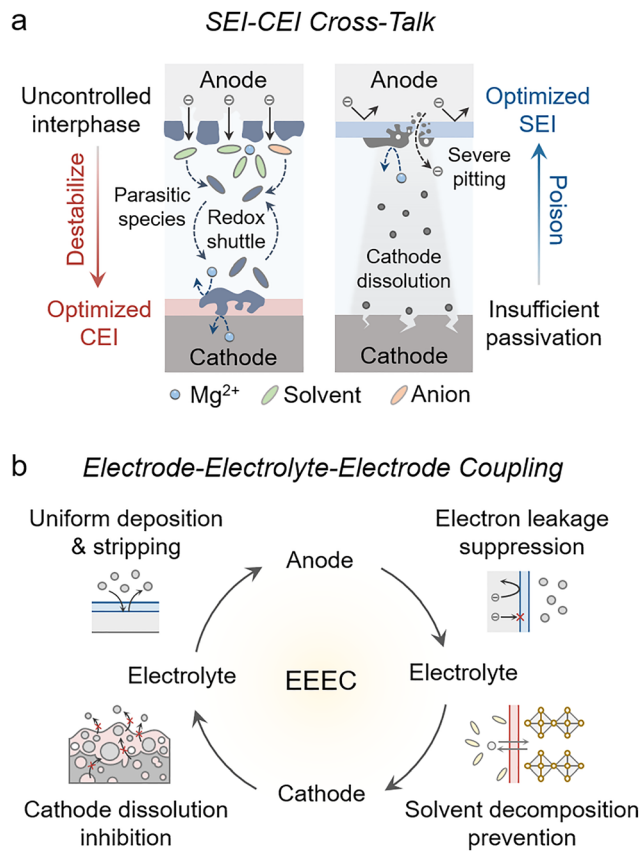 a
SEI-CEI Cross-Talk
Uncontrolled
interphase
Destabilize
Optimized
CEI
Anode
Parasitic
species
Redox
shuttle
Cathode
Anode
Severe
pitting
Cathode
dissolution
Cathode
Optimized
SEI
Poison
Insufficient
passivation
Mg²⁺
Solvent
Anion
b
Electrode-Electrolyte-Electrode Coupling
Uniform deposition
& stripping
Electron leakage
suppression
Anode
Electrolyte
EEEC
Electrolyte
Cathode
Cathode dissolution
inhibition
Solvent decomposition
prevention